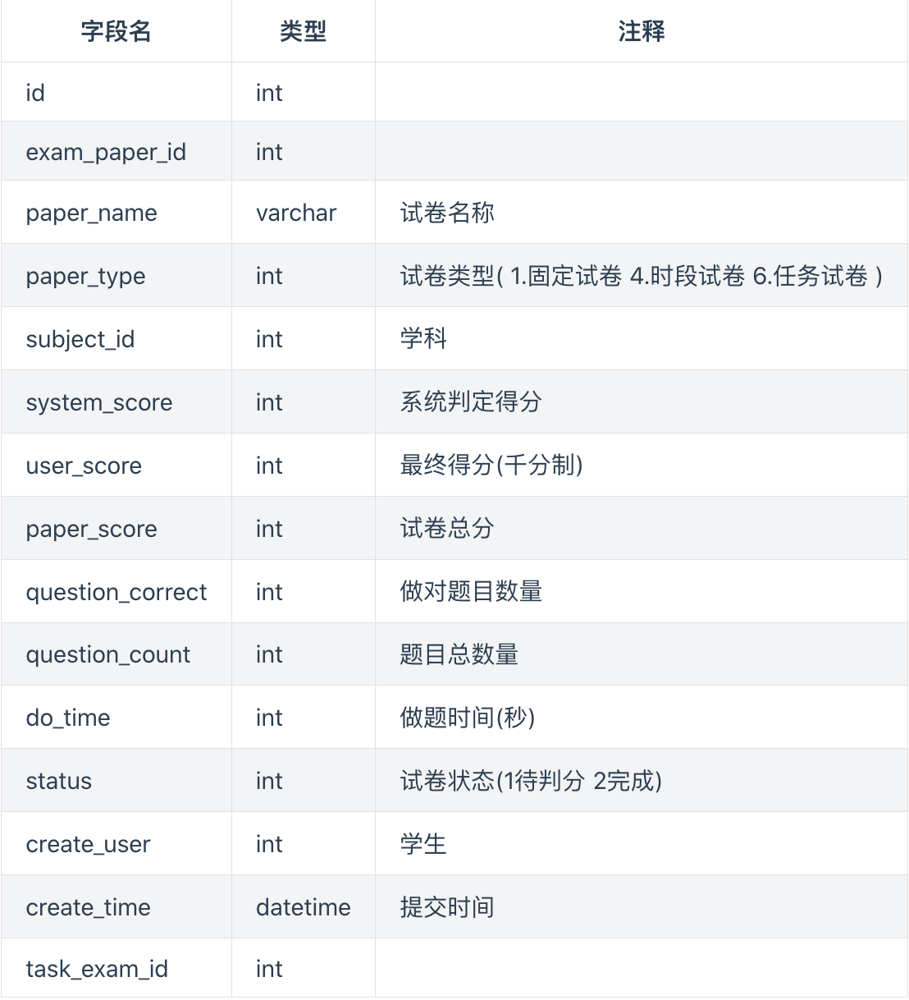 字段名 类型 注释
id int
exam_paper_id int
paper_name varchar 试卷名称
paper_type int 试卷类型( 1.固定试卷 4.时段试卷 6.任务试卷 )
subject_id int 学科
system_score int 系统判定得分
user_score int 最终得分(千分制)
paper_score int 试卷总分
question_correct int 做对题目数量
question_count int 题目总数量
do_time int 做题时间(秒)
status int 试卷状态(1待判分 2完成)
create_user int 学生
create_time datetime 提交时间
task_exam_id int